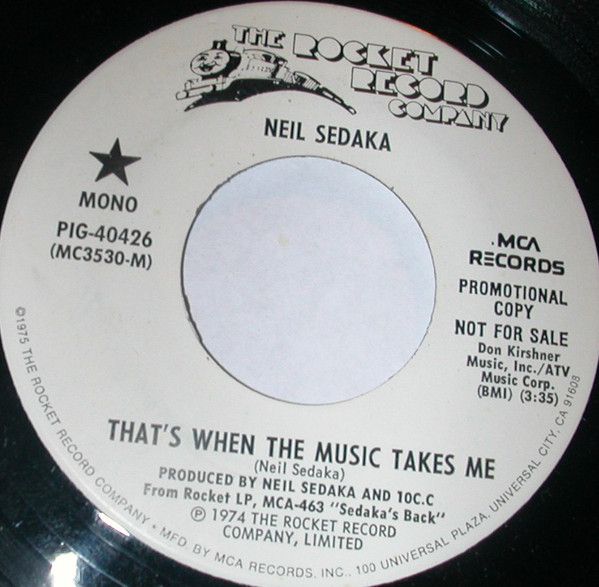 THE ROCKET
RECORD
COMPANY
NEIL SEDAKA
MONO
PIG-40426
(MC3530-M)
.MCA
RECORDS
PROMOTIONAL
COPY
NOT FOR SALE
Don Kirshner
Music, Inc./ATV
Music Corp.
(BMI) (3:35)
THAT'S WHEN THE MUSIC TAKES ME
(Neil Sedaka)
PRODUCED BY NEIL SEDAKA AND 10C.C
From Rocket LP, MCA-463 "Sedaka's Back"
℗ 1974 THE ROCKET RECORD
COMPANY, LIMITED
©1975 THE ROCKET RECORD COMPANY • MFD. BY MCA RECORDS, INC., 100 UNIVERSAL PLAZA, UNIVERSAL CITY, CA 91608